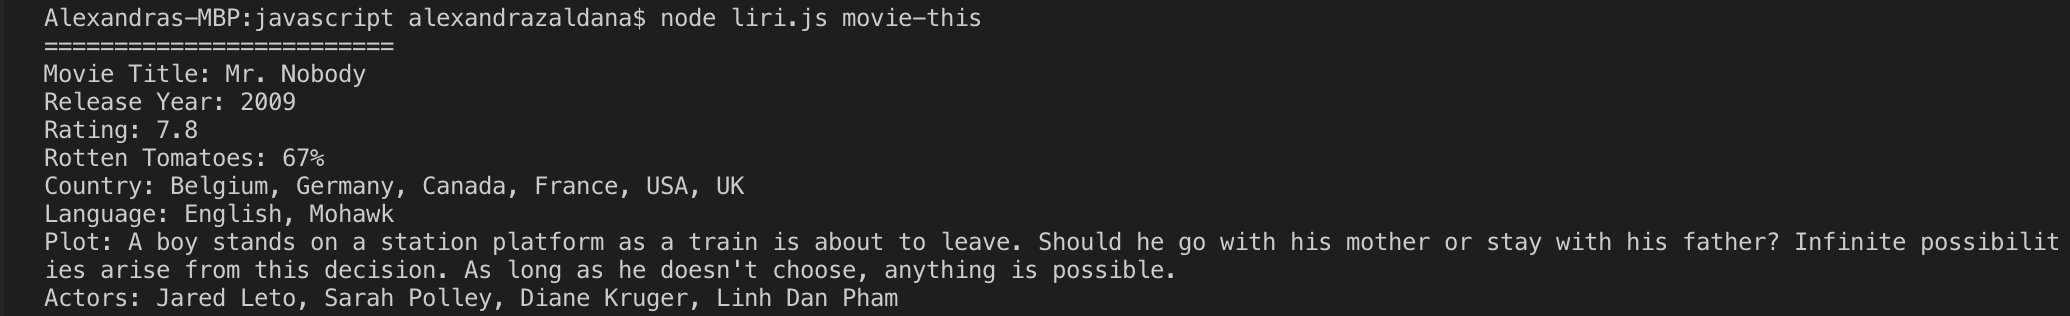 Alexandras-MBP:javascript alexandrazaldana$ node liri.js movie-this
=========================
Movie Title: Mr. Nobody
Release Year: 2009
Rating: 7.8
Rotten Tomatoes: 67%
Country: Belgium, Germany, Canada, France, USA, UK
Language: English, Mohawk
Plot: A boy stands on a station platform as a train is about to leave. Should he go with his mother or stay with his father? Infinite possibilit
ies arise from this decision. As long as he doesn't choose, anything is possible.
Actors: Jared Leto, Sarah Polley, Diane Kruger, Linh Dan Pham